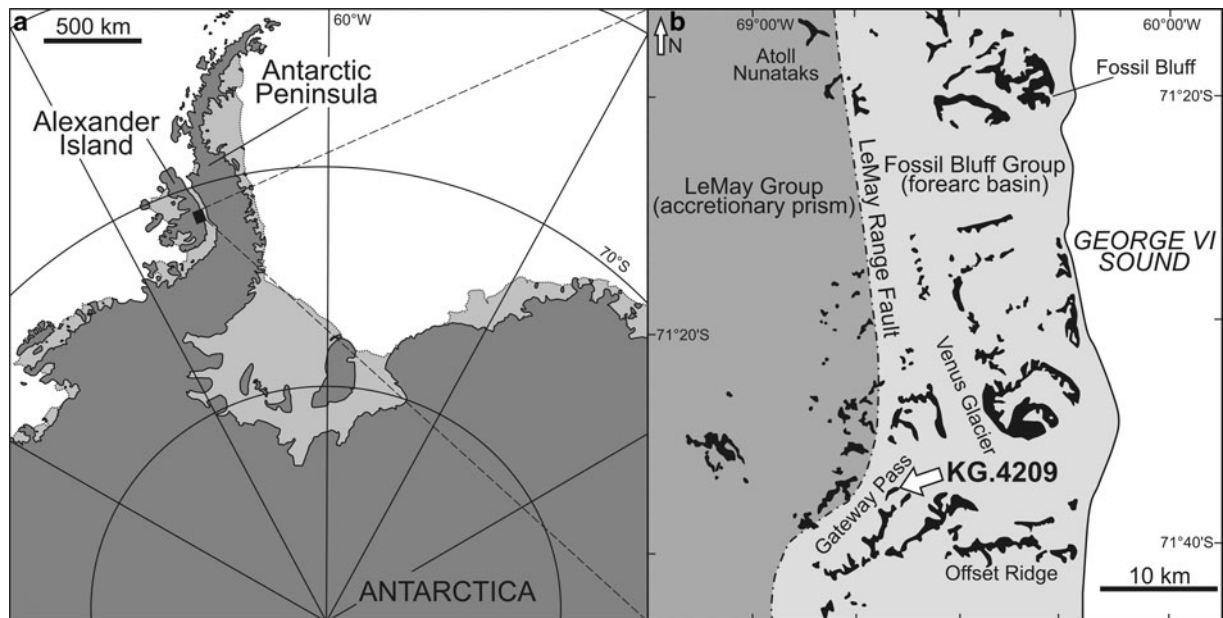 a
500 km
60°W
Antarctic
Peninsula
Alexander
Island
70°S
ANTARCTICA
b
N
69°00'W
60°00'W
Atoll
Nunataks
Fossil Bluff
71°20'S
LeMay Range Fault
Fossil Bluff Group
(forearc basin)
LeMay Group
(accretionary prism)
GEORGE VI
SOUND
71°20'S
Venus Glacier
KG.4209
Gateway Pass
71°40'S
Offset Ridge
10 km